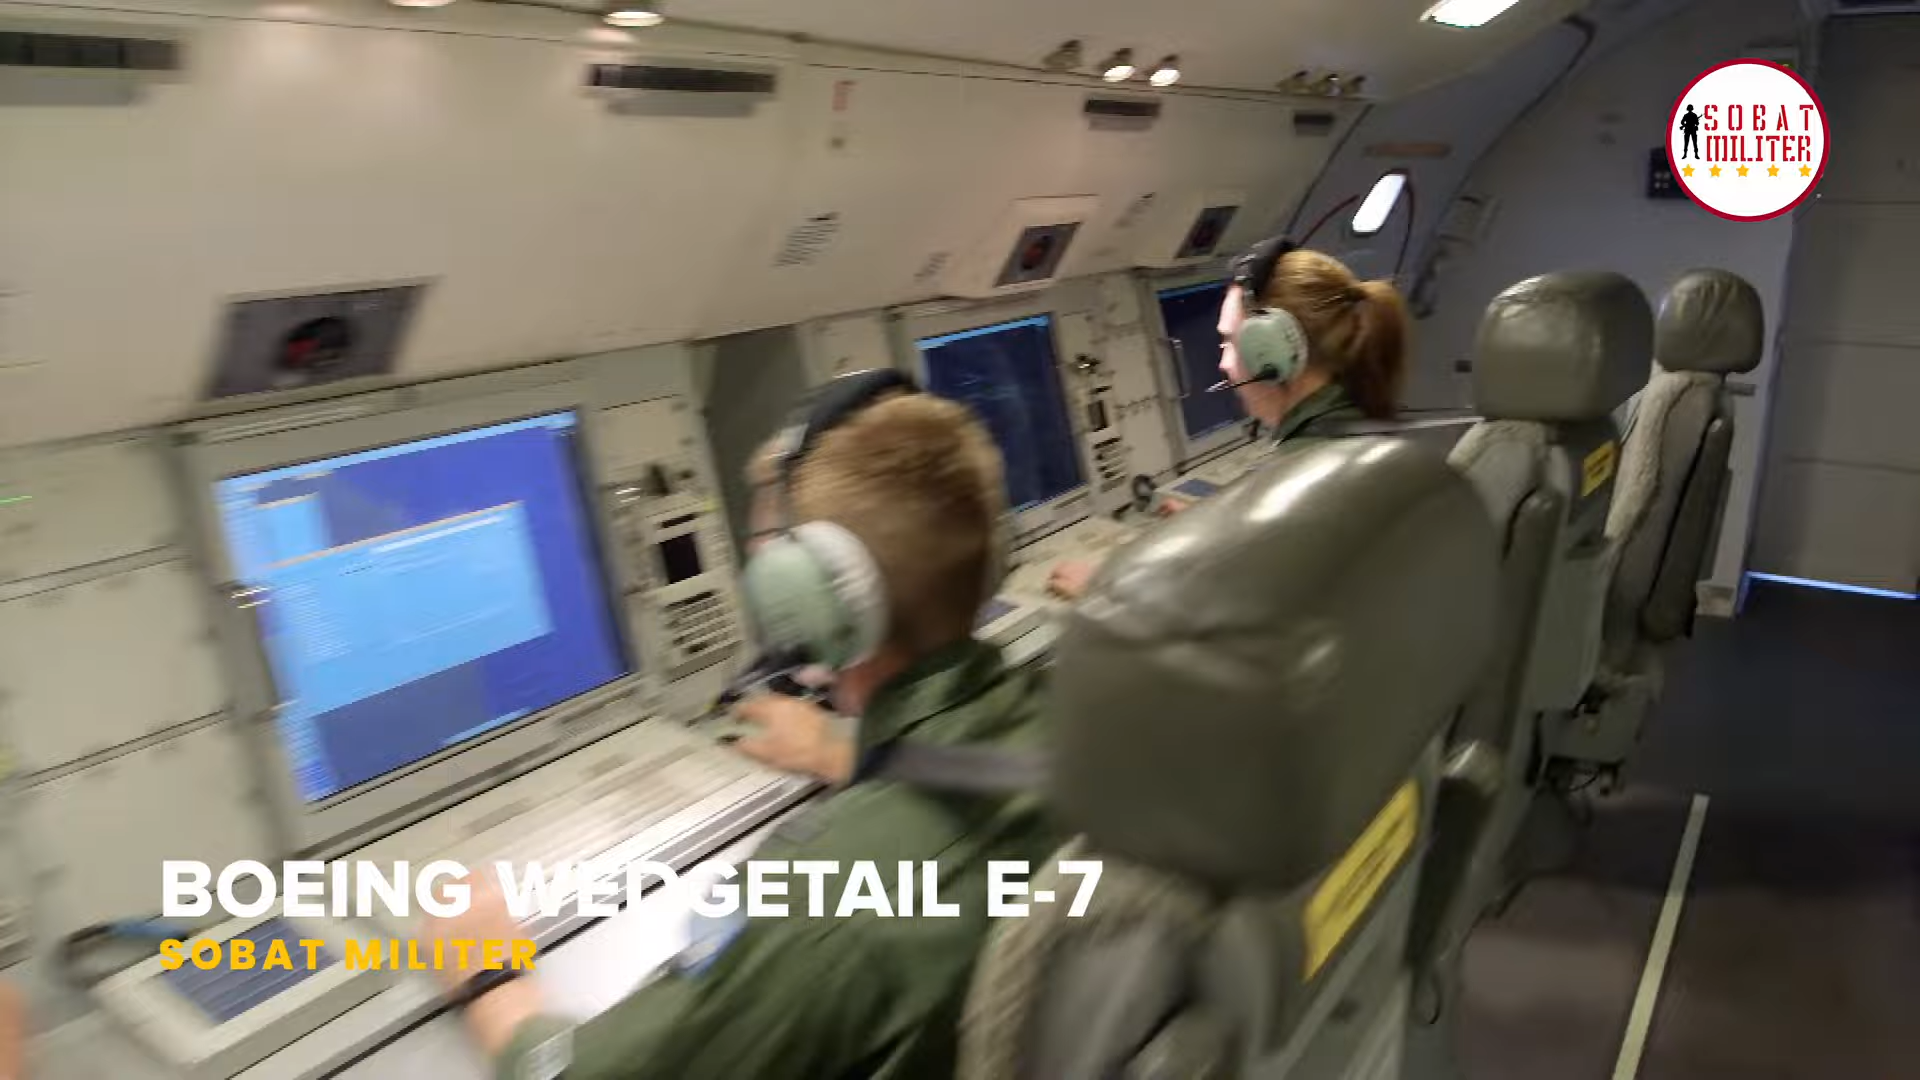 SOBAT
MILITER
BOEING WEDGETAIL E-7
SOBAT MILITER